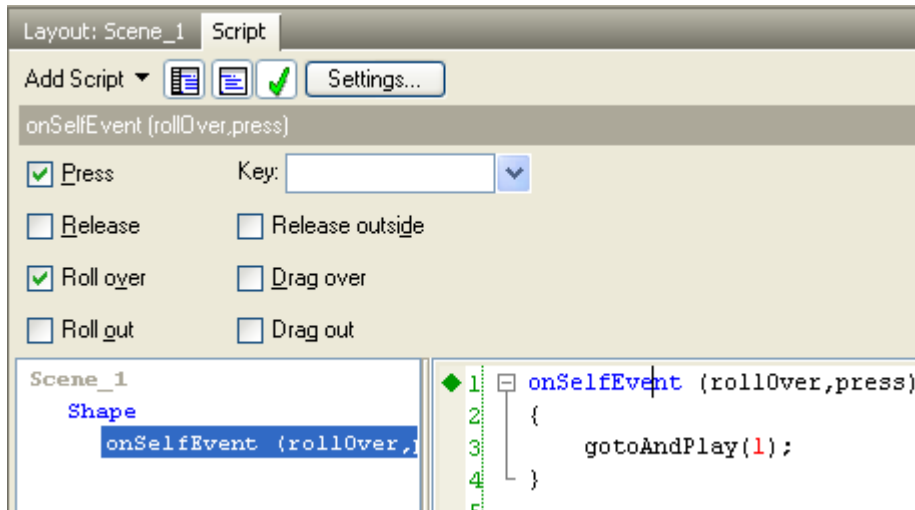 Layout: Scene_1 Script
Add Script Settings...
onSelfEvent (rollOver,press)
Press Key:
Release Release outside
Roll over Drag over
Roll out Drag out
Scene_1
Shape
onSelfEvent (rollOver,
1 onSelfEvent (rollOver,press)
2 {
3 gotoAndPlay(1);
4 }
5